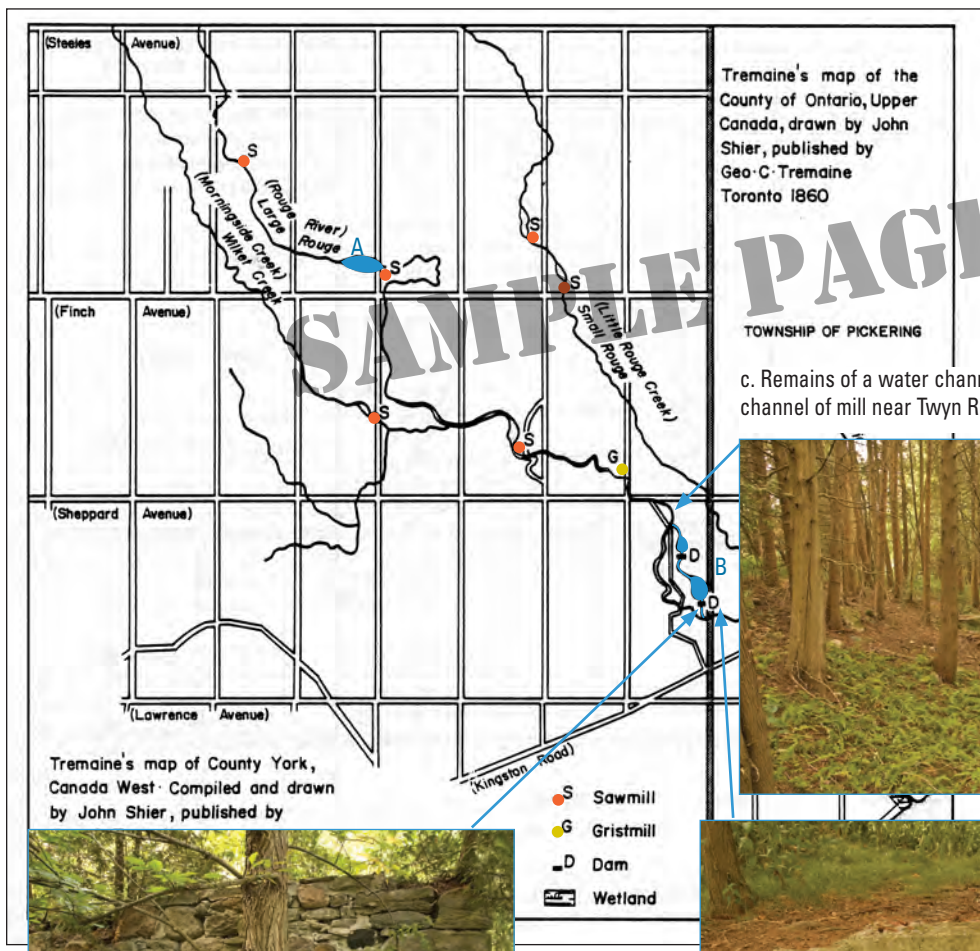 (Steeles Avenue)
Tremaine's map of the
County of Ontario, Upper
Canada, drawn by John
Shier, published by
Geo·C·Tremaine
Toronto 1860
S
(Rouge River)
Large Rouge
(Morningside Creek)
Wilket Creek
A
S
S
S
(Little Rouge Creek)
Small Rouge
SAMPLE PAGE
(Finch Avenue)
TOWNSHIP OF PICKERING
c. Remains of a water chann
channel of mill near Twyn R
S
S
G
(Sheppard Avenue)
D
B
D
(Lawrence Avenue)
(Kingston Road)
Tremaine's map of County York,
Canada West· Compiled and drawn
by John Shier, published by
S Sawmill
G Gristmill
D Dam
Wetland